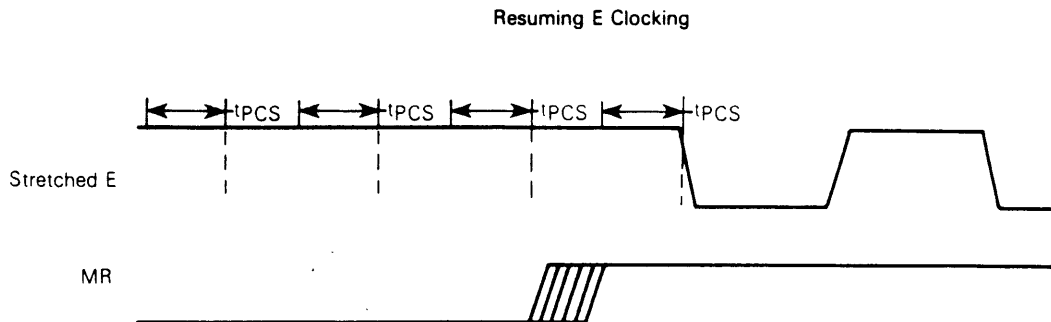 Resuming E Clocking
tPCS tPCS tPCS tPCS
Stretched E
MR